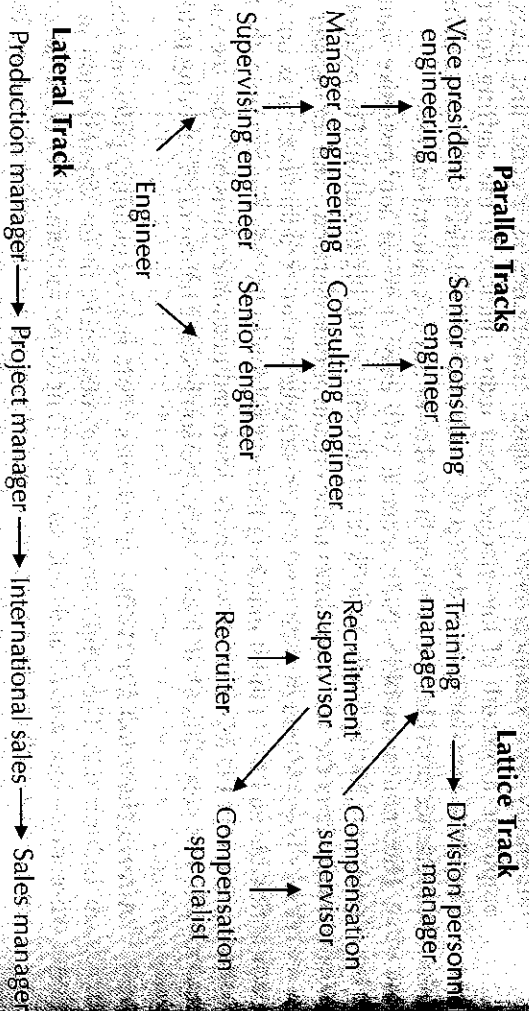 Parallel Tracks
Vice president
engineering
Senior consulting
engineer
Manager engineering
Consulting engineer
Supervising engineer
Senior engineer
Engineer
Lattice Track
Training
manager
Division personne
manager
Recruitment
supervisor
Compensation
supervisor
Recruiter
Compensation
specialist
Lateral Track
Production manager → Project manager → International sales → Sales manager